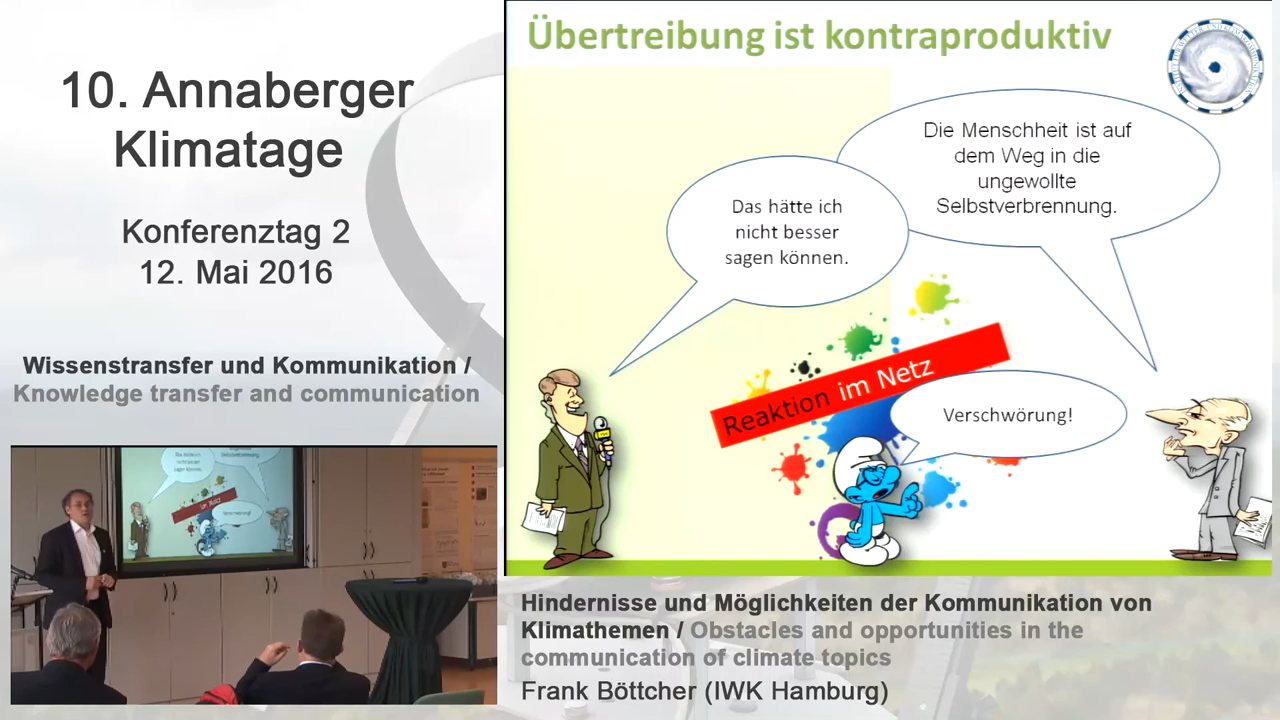 10. Annaberger
Klimatage
Konferenztag 2
12. Mai 2016
Wissenstransfer und Kommunikation /
Knowledge transfer and communication
Übertreibung ist kontraproduktiv
Die Menschheit ist auf
dem Weg in die
ungewollte
Selbstverbrennung.
Das hätte ich
nicht besser
sagen können.
Reaktion im Netz
Verschwörung!
im Netz
Verschwörung!
Hindernisse und Möglichkeiten der Kommunikation von
Klimathemen / Obstacles and opportunities in the
communication of climate topics
Frank Böttcher (IWK Hamburg)